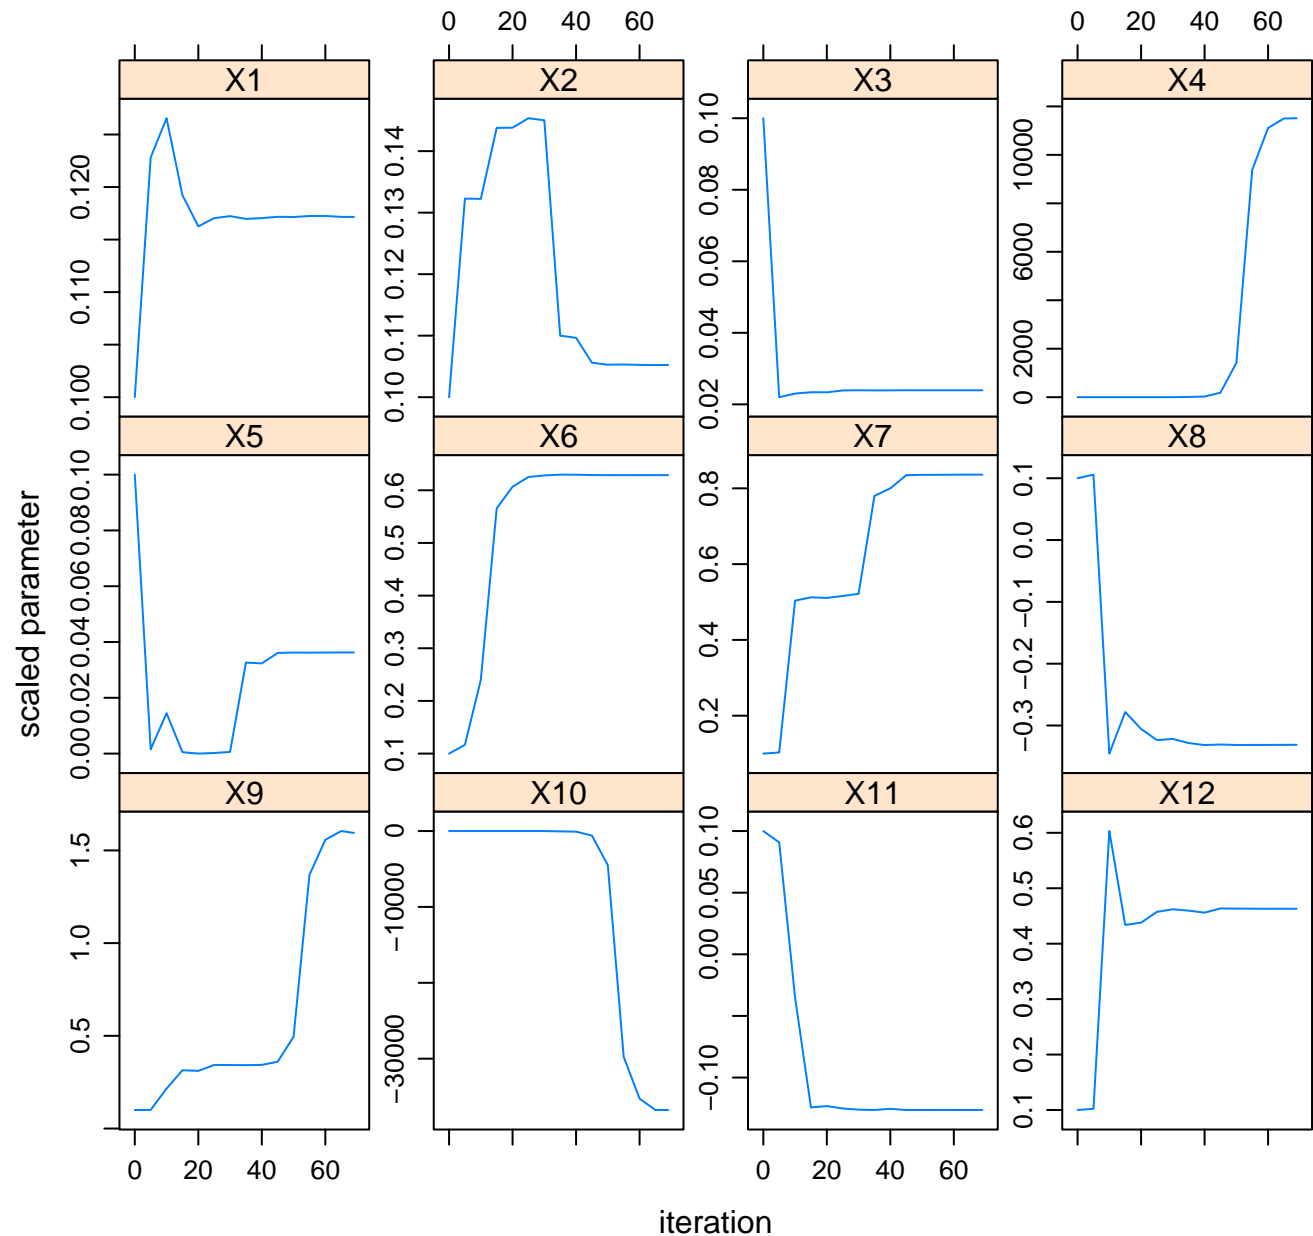 0 20 40 60 0 20 40 60
X1 X2 X3 X4
0.100 0.110 0.120
0.10 0.11 0.12 0.13 0.14
0.02 0.04 0.06 0.08 0.10
0 2000 6000 10000
X5 X6 X7 X8
0.00 0.02 0.04 0.06 0.08 0.10
0.1 0.2 0.3 0.4 0.5 0.6
0.2 0.4 0.6 0.8
−0.3 −0.2 −0.1 0.0 0.1
X9 X10 X11 X12
0.5 1.0 1.5
−30000 −10000 0
−0.10 0.00 0.05 0.10
0.1 0.2 0.3 0.4 0.5 0.6
0 20 40 60 0 20 40 60
scaled parameter
iteration